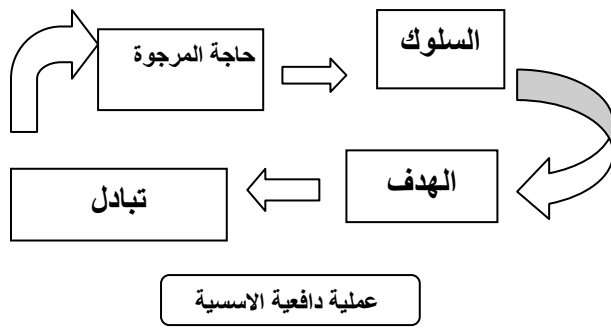 حاجة المرجوة
السلوك
الهدف
تبادل
عملية دافعية الاسسية